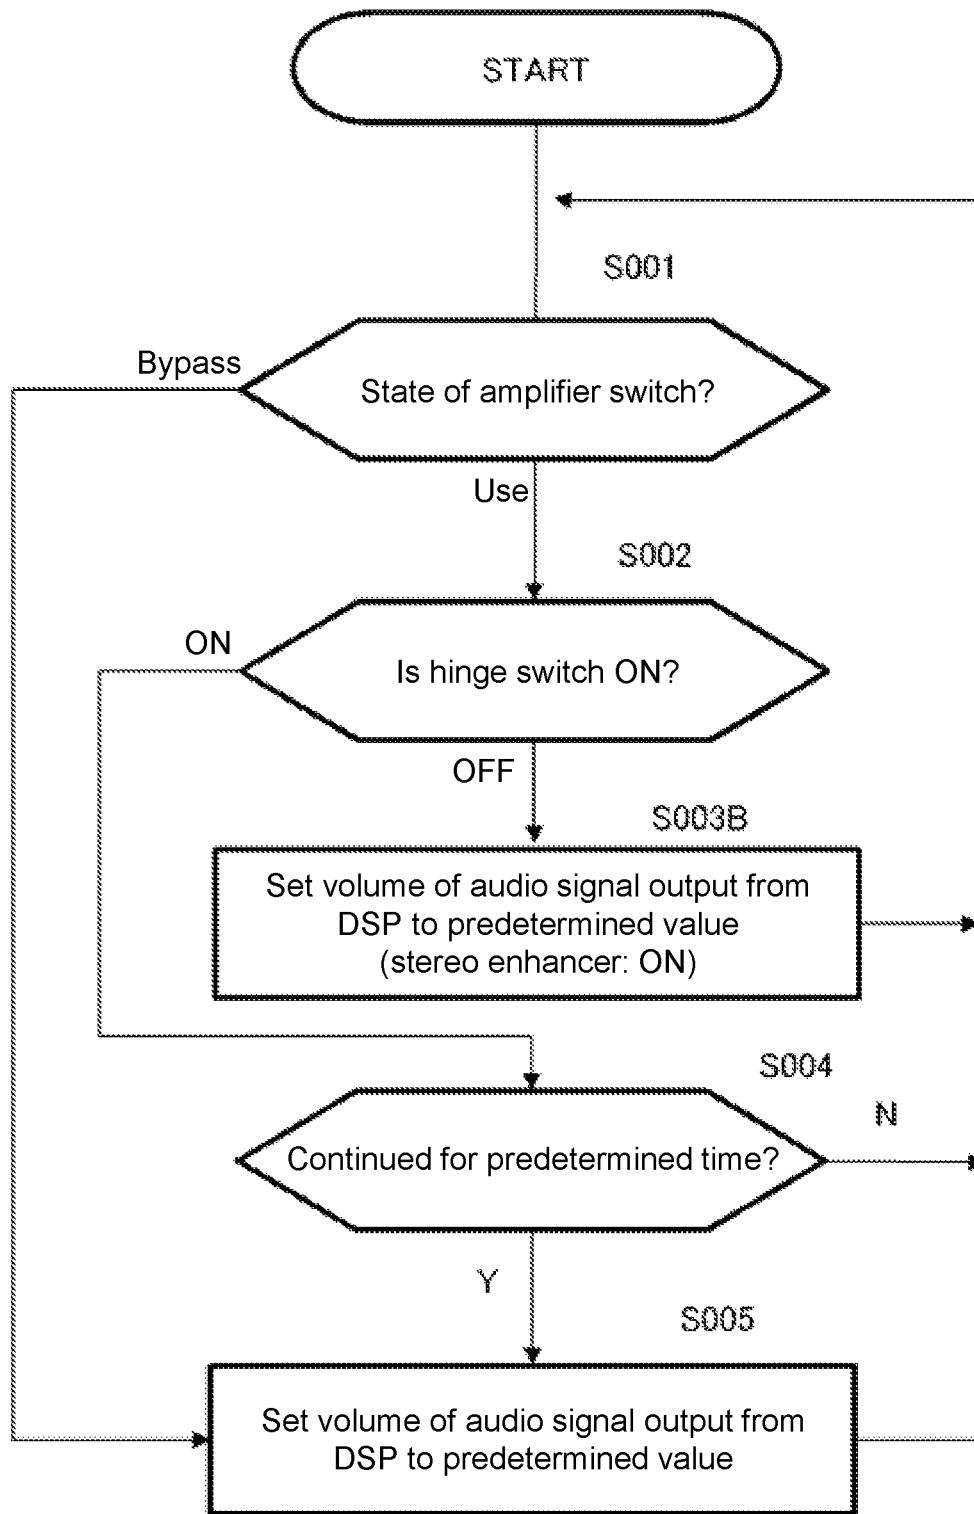 START
S001
Bypass
State of amplifier switch?
Use
S002
ON
Is hinge switch ON?
OFF
S003B
Set volume of audio signal output from
DSP to predetermined value
(stereo enhancer: ON)
S004
N
Continued for predetermined time?
Y
S005
Set volume of audio signal output from
DSP to predetermined value